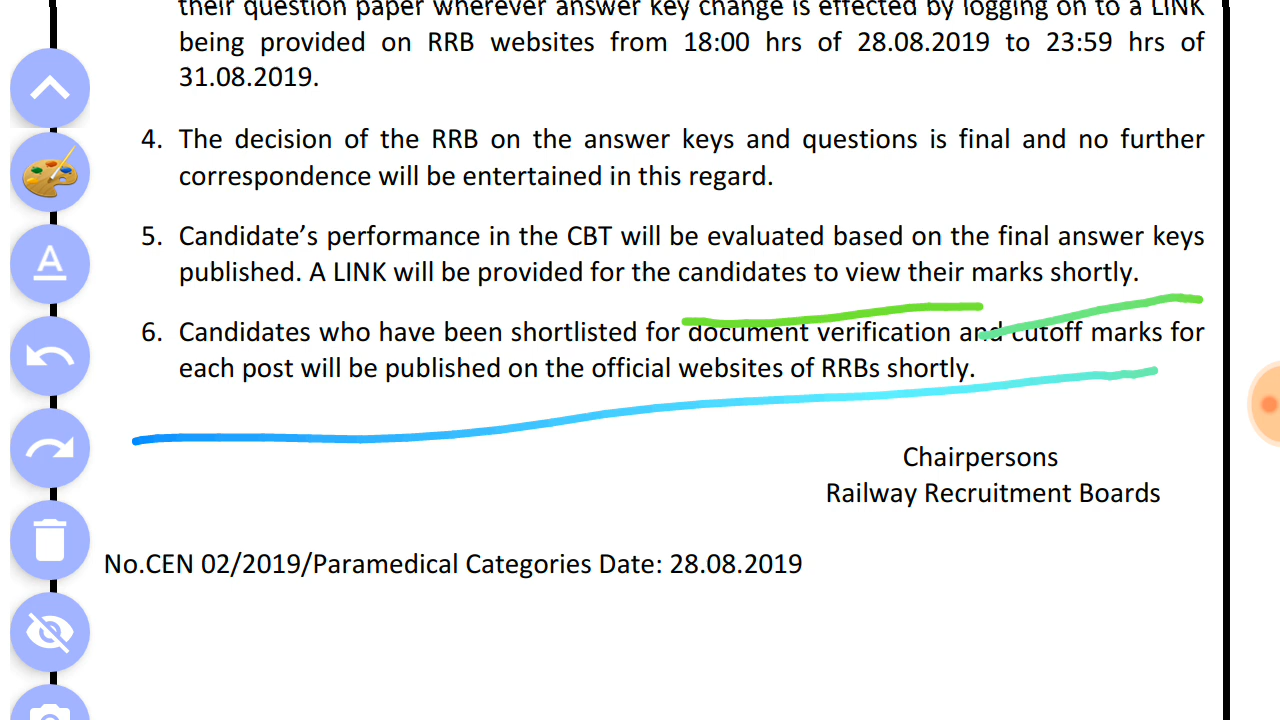 their question paper wherever answer key change is effected by logging on to a LINK
being provided on RRB websites from 18:00 hrs of 28.08.2019 to 23:59 hrs of
31.08.2019.
4. The decision of the RRB on the answer keys and questions is final and no further
correspondence will be entertained in this regard.
5. Candidate’s performance in the CBT will be evaluated based on the final answer keys
published. A LINK will be provided for the candidates to view their marks shortly.
6. Candidates who have been shortlisted for document verification and cutoff marks for
each post will be published on the official websites of RRBs shortly.
Chairpersons
Railway Recruitment Boards
No.CEN 02/2019/Paramedical Categories Date: 28.08.2019
A